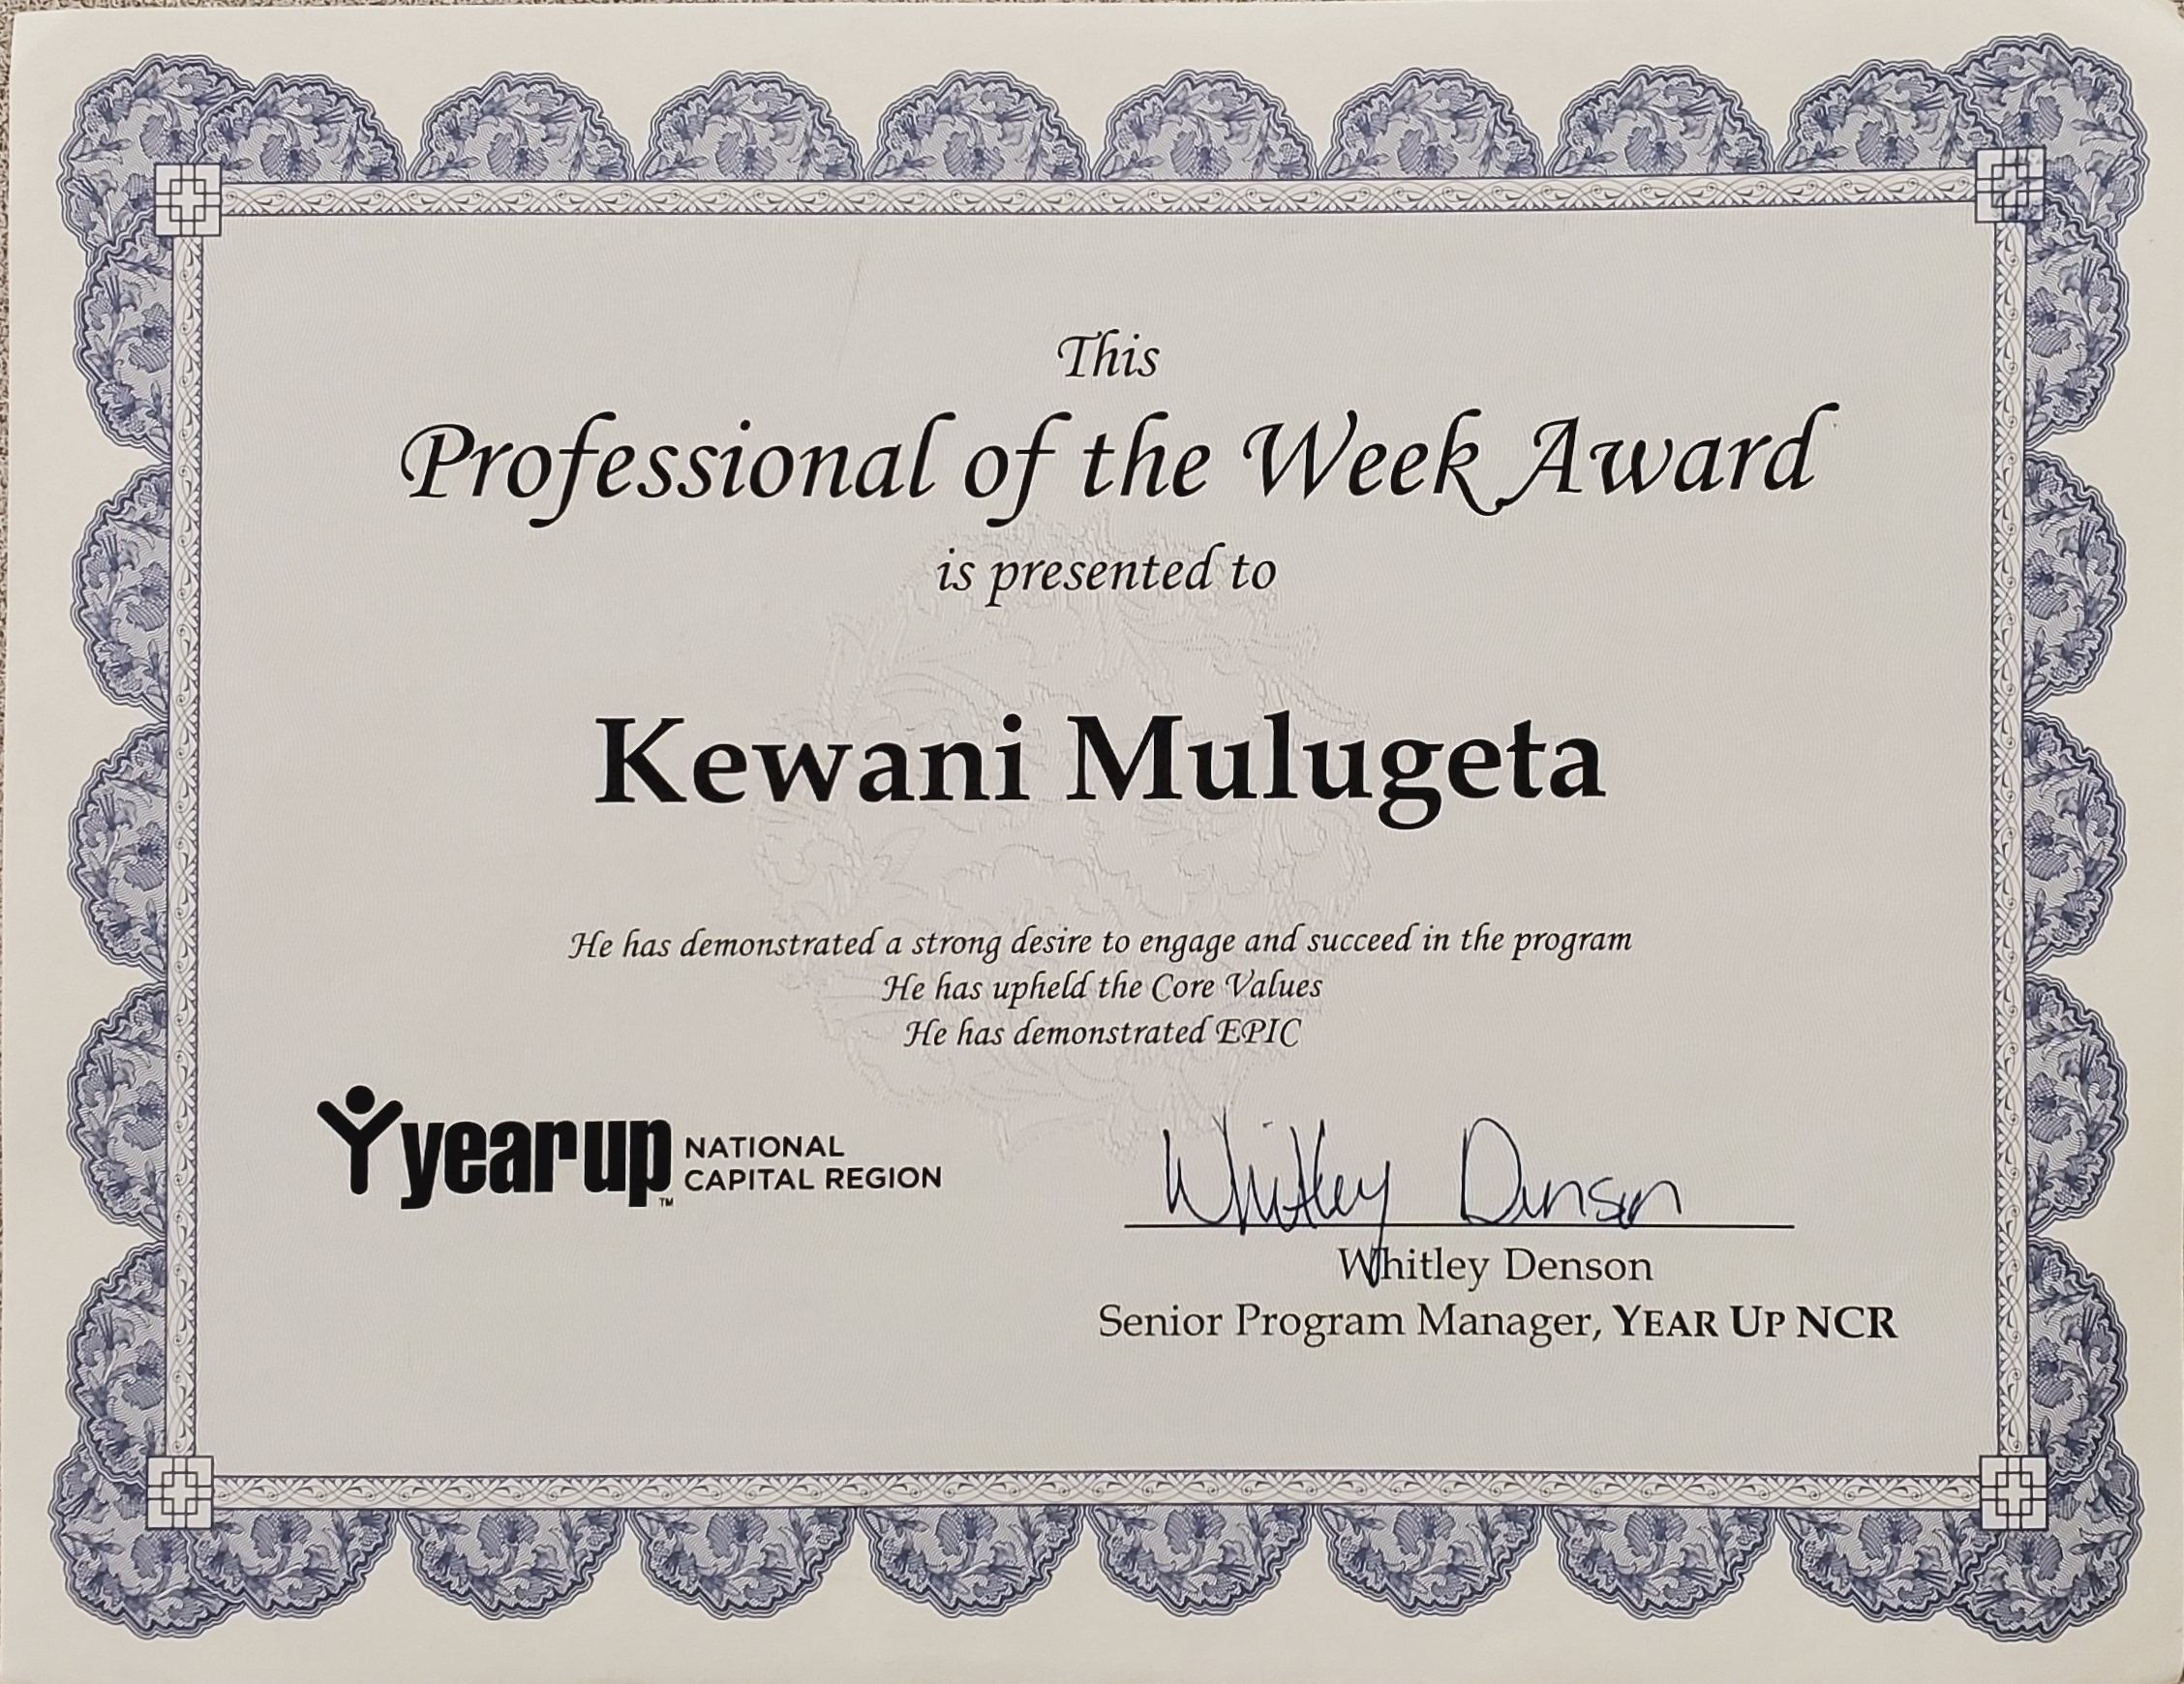 This
Professional of the Week Award
is presented to
Kewani Mulugeta
He has demonstrated a strong desire to engage and succeed in the program
He has upheld the Core Values
He has demonstrated EPIC
year up™ NATIONAL
CAPITAL REGION
Whitley Denson
Whitley Denson
Senior Program Manager, YEAR UP NCR